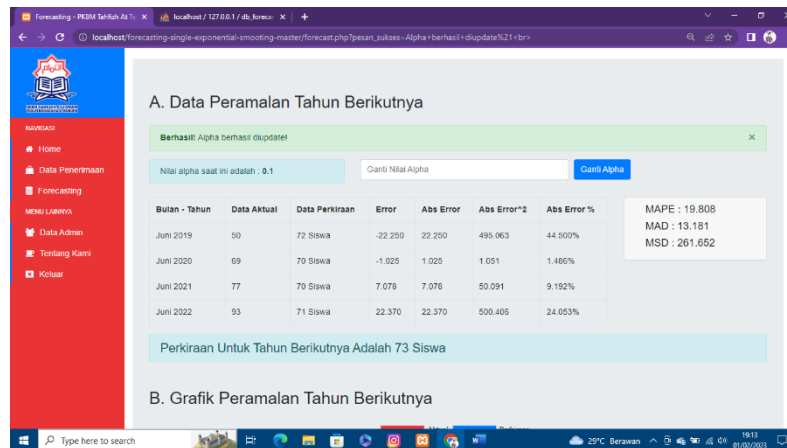 Forecasting - PKBM Tahfizh At Ta
localhost / 127.0.0.1 / db_foreca
localhost/forecasting-single-exponential-smooting-master/forecast.php?pesan_sukses=Alpha+berhasil+diupdate%21<br>
NAVIGASI
Home
Data Penerimaan
Forecasting
MENU LAINNYA
Data Admin
Tentang Kami
Keluar
A. Data Peramalan Tahun Berikutnya
Berhasil! Alpha berhasil diupdate!
Nilai alpha saat ini adalah : 0.1
Ganti Nilai Alpha
Ganti Alpha
Bulan - Tahun Data Aktual Data Perkiraan Error Abs Error Abs Error^2 Abs Error %
Juni 2019 50 72 Siswa -22.250 22.250 495.063 44.500%
Juni 2020 69 70 Siswa -1.025 1.025 1.051 1.486%
Juni 2021 77 70 Siswa 7.078 7.078 50.091 9.192%
Juni 2022 93 71 Siswa 22.370 22.370 500.406 24.053%
MAPE : 19.808
MAD : 13.181
MSD : 261.652
Perkiraan Untuk Tahun Berikutnya Adalah 73 Siswa
B. Grafik Peramalan Tahun Berikutnya
Type here to search
29°C Berawan
19:13
01/02/2023